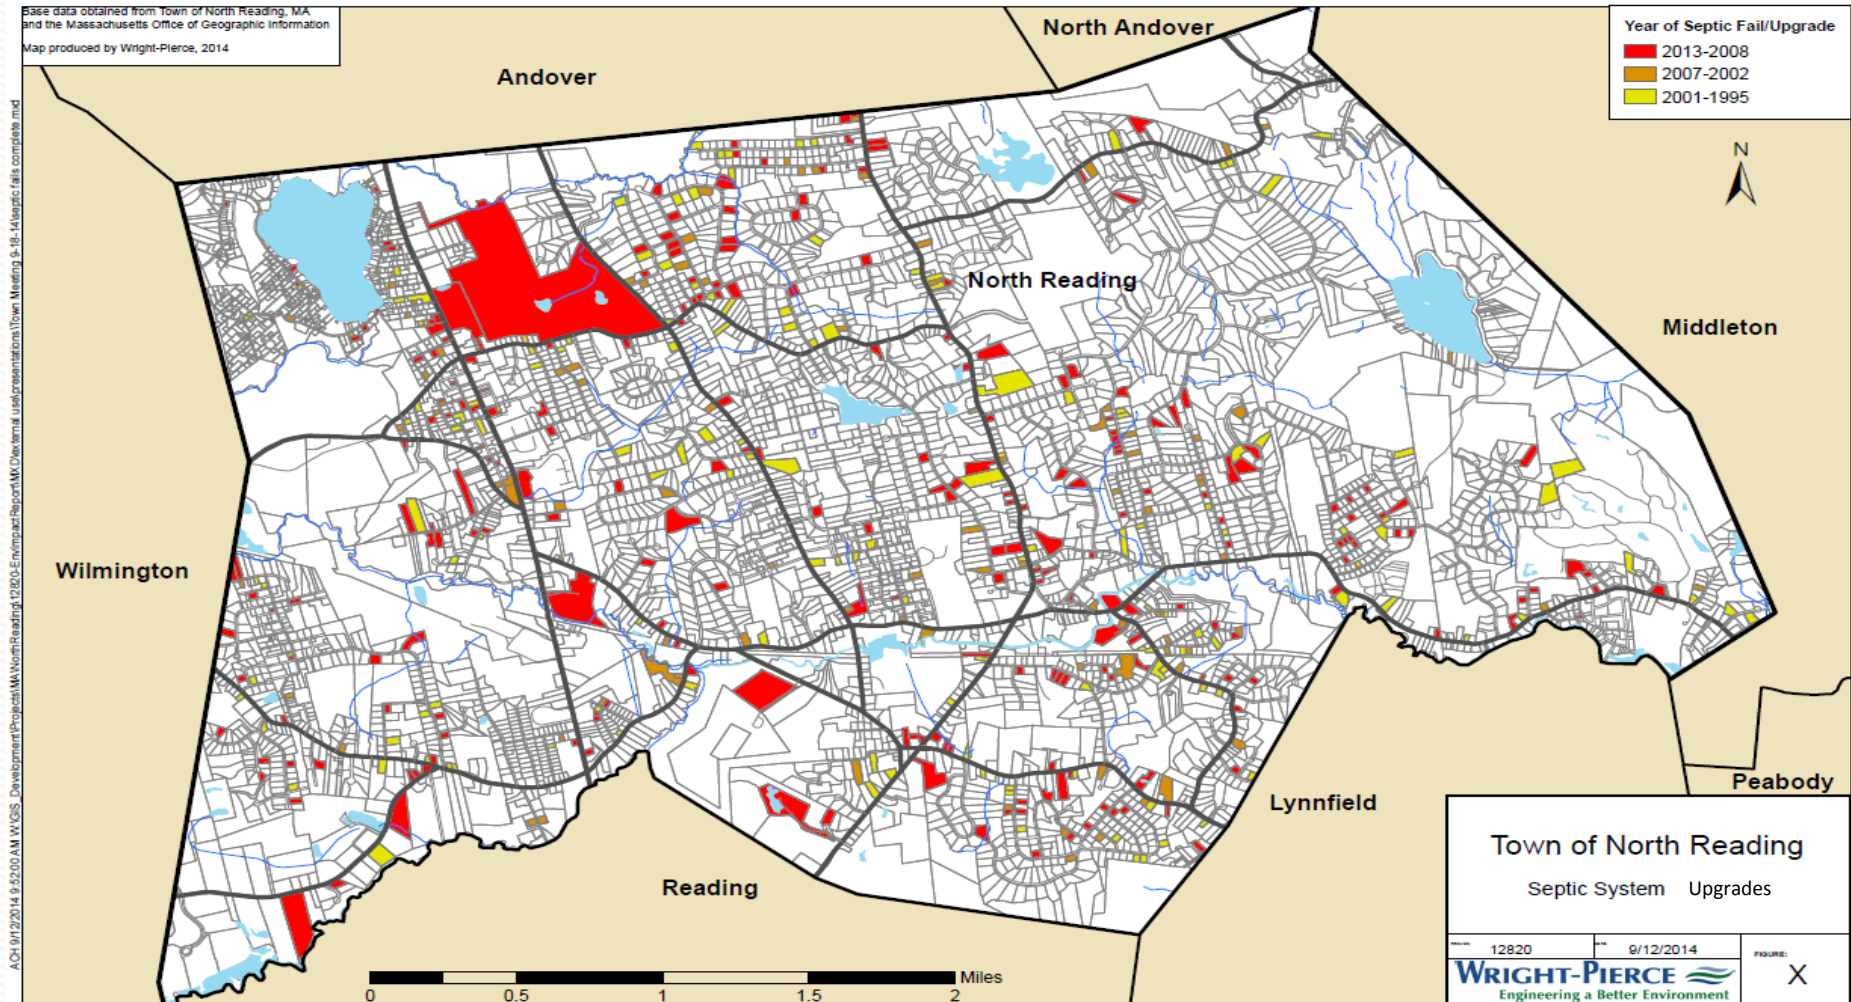 Base data obtained from Town of North Reading, MA
and the Massachusetts Office of Geographic Information
Map produced by Wright-Pierce, 2014
North Andover
Andover
Year of Septic Fail/Upgrade
2013-2008
2007-2002
2001-1995
N
North Reading
Middleton
Wilmington
Peabody
Lynnfield
Reading
Miles
0 0.5 1 1.5 2
Town of North Reading
Septic System Upgrades
12820
9/12/2014
FIGURE:
X
WRIGHT-PIERCE
Engineering a Better Environment